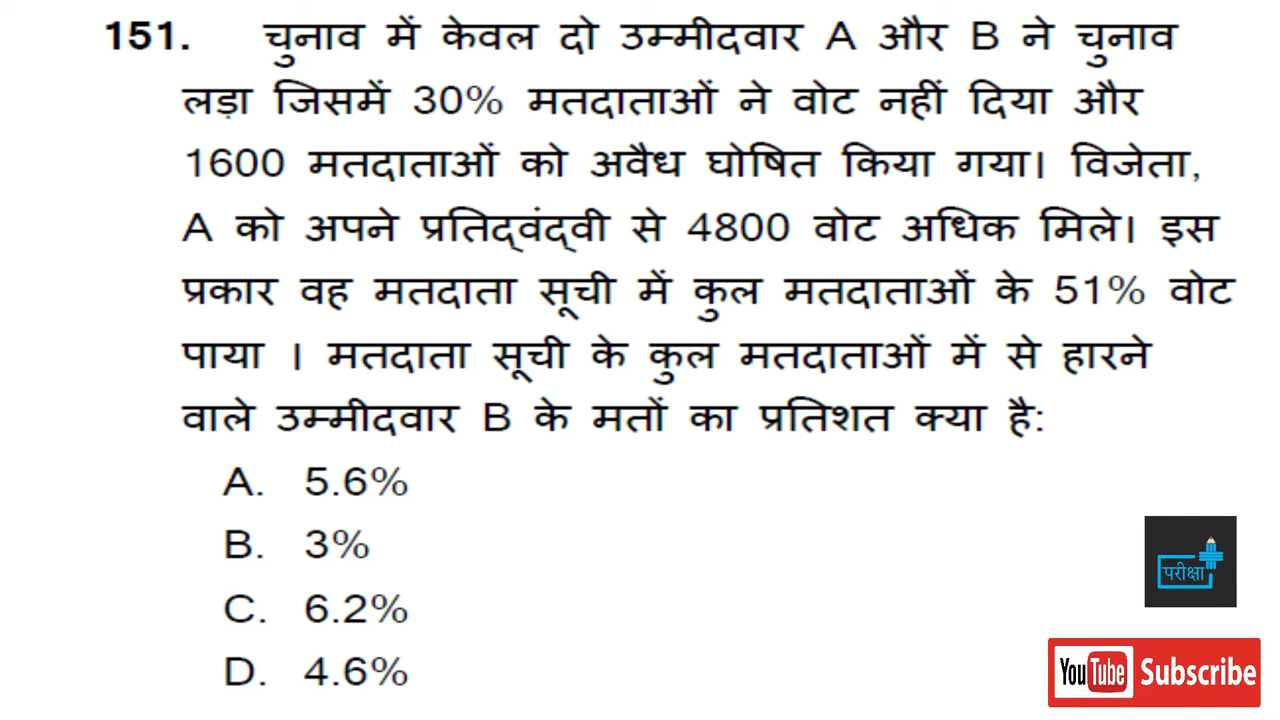 151. चुनाव में केवल दो उम्मीदवार A और B ने चुनाव
लड़ा जिसमें 30% मतदाताओं ने वोट नहीं दिया और
1600 मतदाताओं को अवैध घोषित किया गया। विजेता,
A को अपने प्रतिद्वंद्वी से 4800 वोट अधिक मिले। इस
प्रकार वह मतदाता सूची में कुल मतदाताओं के 51% वोट
पाया । मतदाता सूची के कुल मतदाताओं में से हारने
वाले उम्मीदवार B के मतों का प्रतिशत क्या है:
A. 5.6%
B. 3%
C. 6.2%
D. 4.6%
परीक्षा
YouTube Subscribe